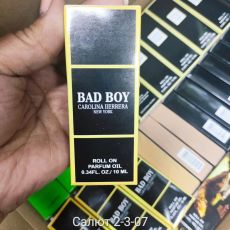 BAD BOY
CAROLINA HERRERA
NEW YORK
ROLL ON
PARFUM OIL
0.34FL. OZ/ 10 ML
Салют 2-3-07